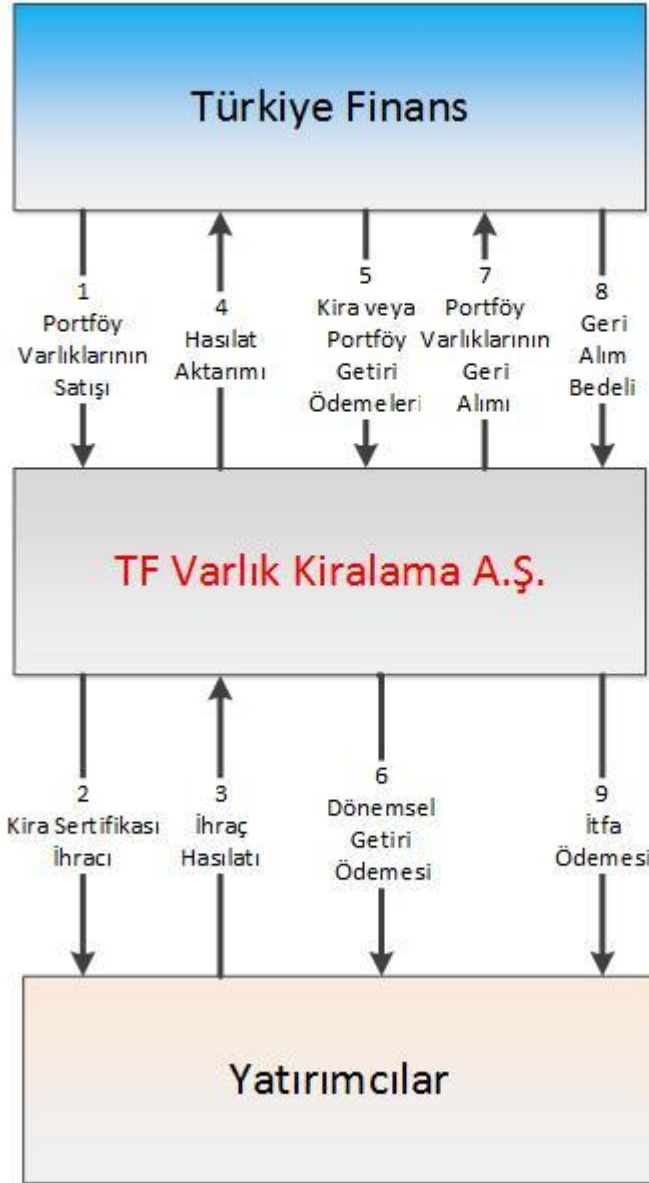 Türkiye Finans
1
Portföy
Varlıklarının
Satışı
4
Hasılat
Aktarımı
5
Kira veya
Portföy
Getiri
Ödemeleri
7
Portföy
Varlıklarının
Geri
Alımı
8
Geri
Alım
Bedeli
TF Varlık Kiralama A.Ş.
2
Kira Sertifikası
İhracı
3
İhraç
Hasılatı
6
Dönemsel
Getiri
Ödemesi
9
İtfa
Ödemesi
Yatırımcılar